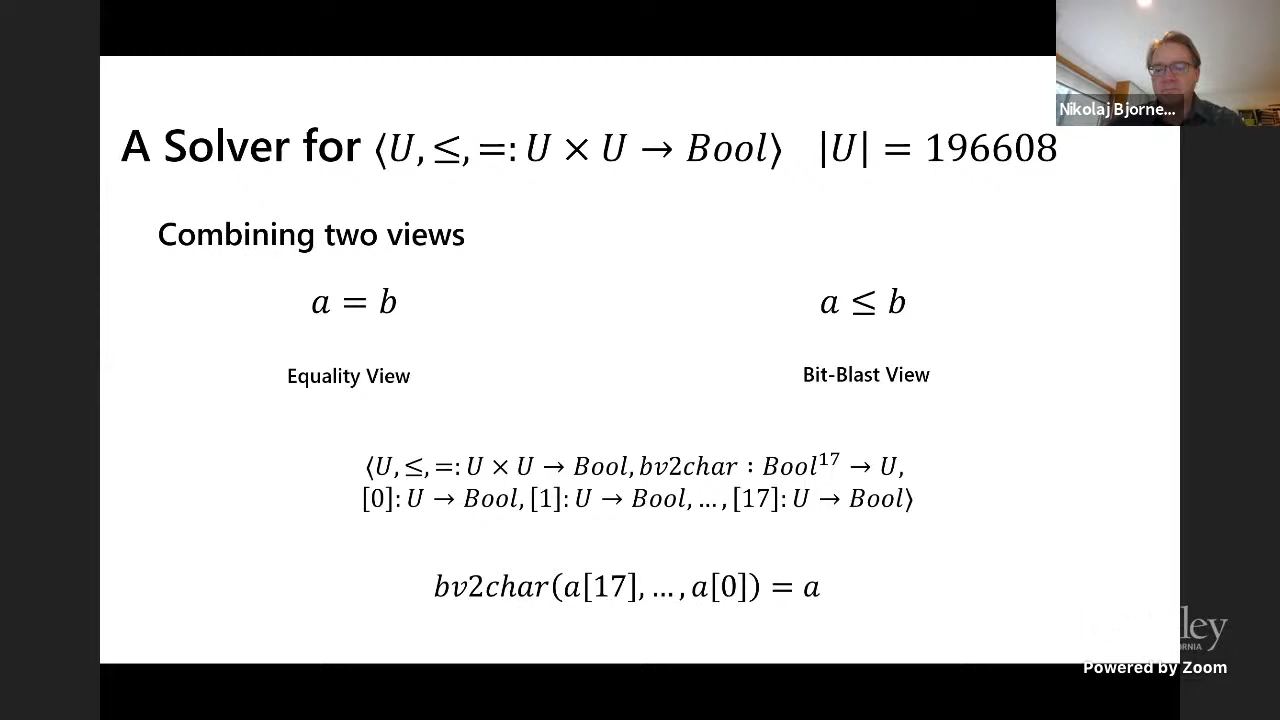 Nikolaj Bjorne...
A Solver for ⟨U, ≤, =: U × U → Bool⟩ |U| = 196608
Combining two views
a = b
a ≤ b
Equality View
Bit-Blast View
⟨U, ≤, =: U × U → Bool, bv2char : Bool¹⁷ → U,
[0]: U → Bool, [1]: U → Bool, … , [17]: U → Bool⟩
bv2char(a[17], … , a[0]) = a
Powered by Zoom